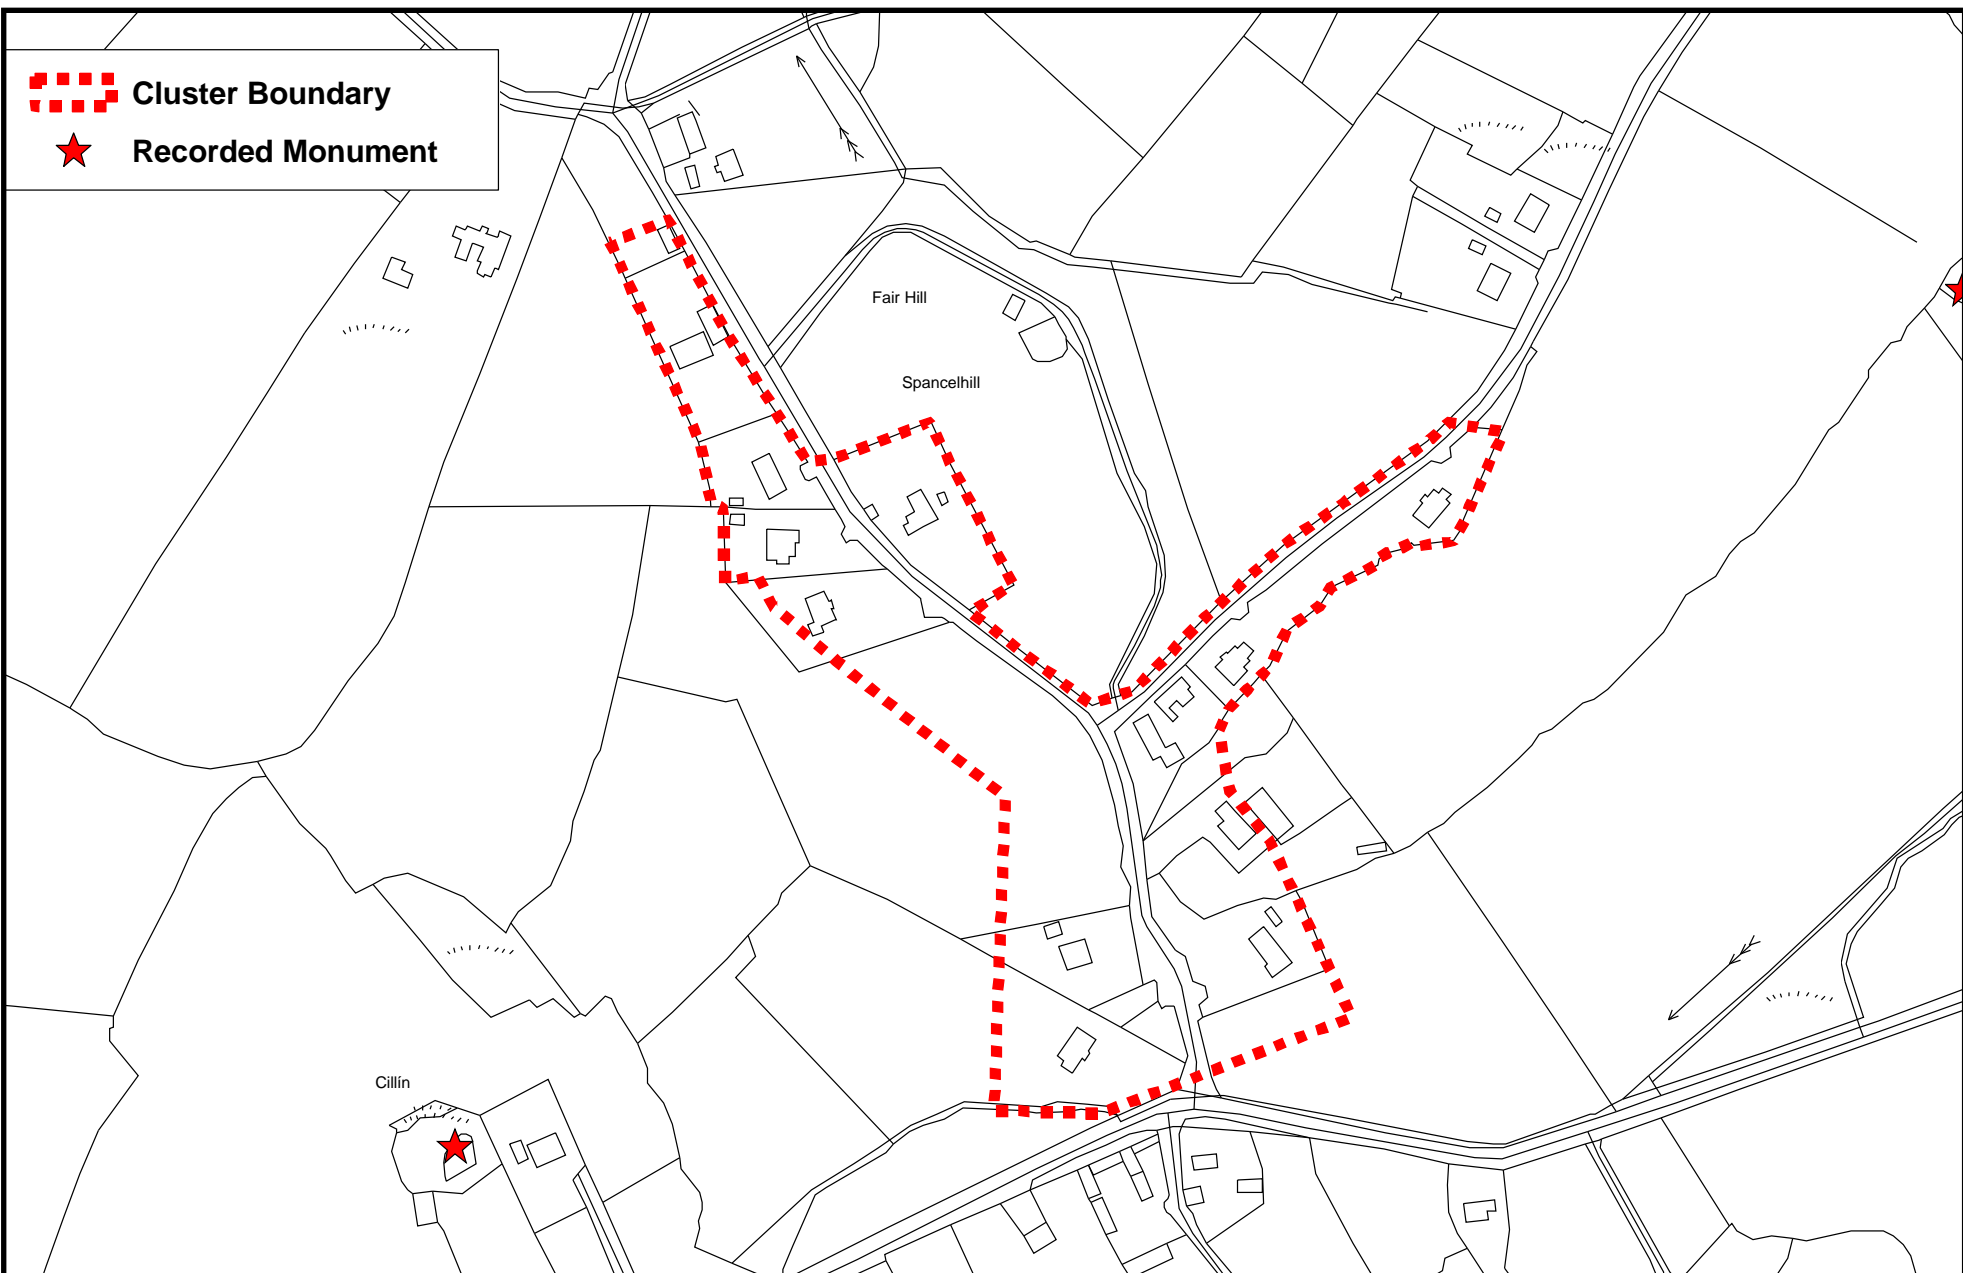 Cluster Boundary
Recorded Monument
Fair Hill
Spancelhill
Cillín